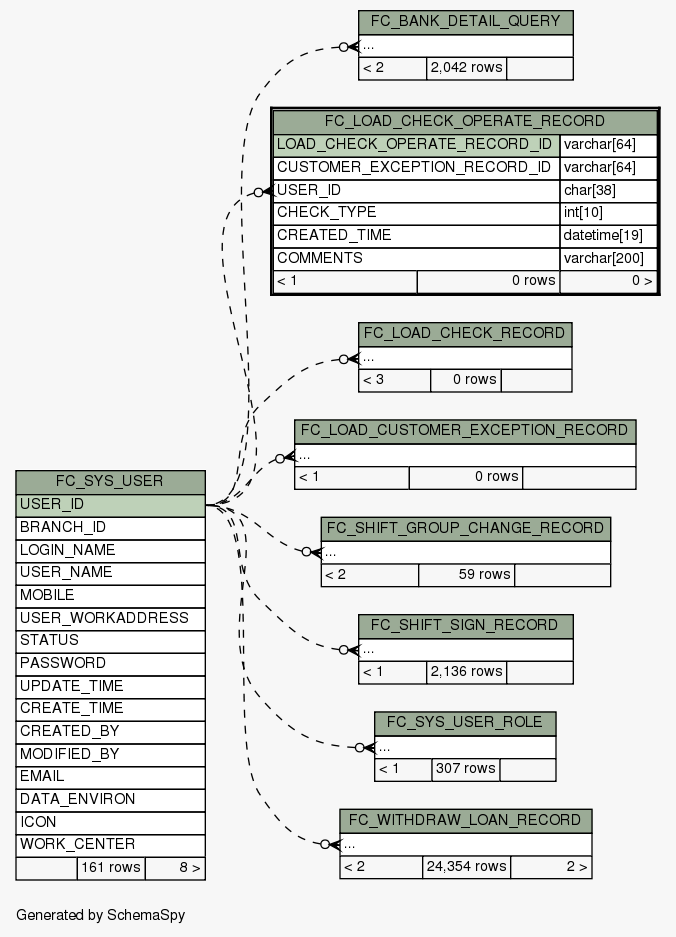 FC_BANK_DETAIL_QUERY
...
< 2 2,042 rows
FC_LOAD_CHECK_OPERATE_RECORD
LOAD_CHECK_OPERATE_RECORD_ID varchar[64]
CUSTOMER_EXCEPTION_RECORD_ID varchar[64]
USER_ID char[38]
CHECK_TYPE int[10]
CREATED_TIME datetime[19]
COMMENTS varchar[200]
< 1 0 rows 0 >
FC_LOAD_CHECK_RECORD
...
< 3 0 rows
FC_LOAD_CUSTOMER_EXCEPTION_RECORD
...
< 1 0 rows
FC_SYS_USER
USER_ID
BRANCH_ID
LOGIN_NAME
USER_NAME
MOBILE
USER_WORKADDRESS
STATUS
PASSWORD
UPDATE_TIME
CREATE_TIME
CREATED_BY
MODIFIED_BY
EMAIL
DATA_ENVIRON
ICON
WORK_CENTER
161 rows 8 >
FC_SHIFT_GROUP_CHANGE_RECORD
...
< 2 59 rows
FC_SHIFT_SIGN_RECORD
...
< 1 2,136 rows
FC_SYS_USER_ROLE
...
< 1 307 rows
FC_WITHDRAW_LOAN_RECORD
...
< 2 24,354 rows 2 >
Generated by SchemaSpy